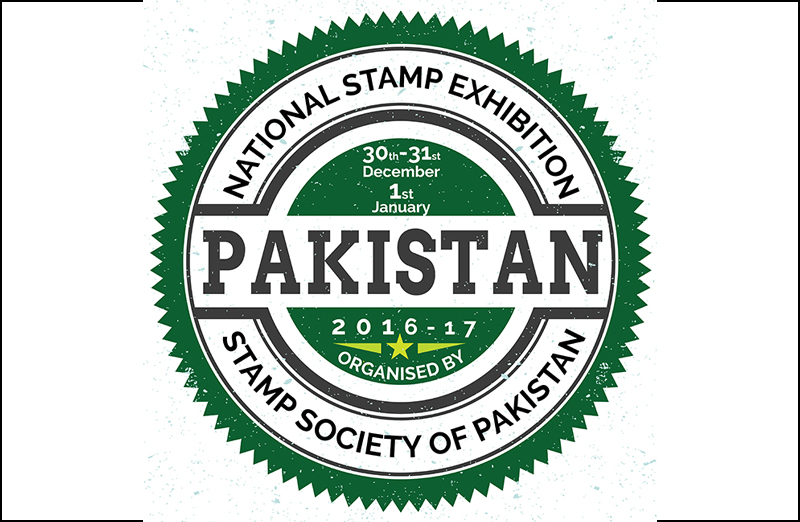 NATIONAL STAMP EXHIBITION
30th-31st
December
1st
January
PAKISTAN
2016-17
ORGANISED BY
STAMP SOCIETY OF PAKISTAN